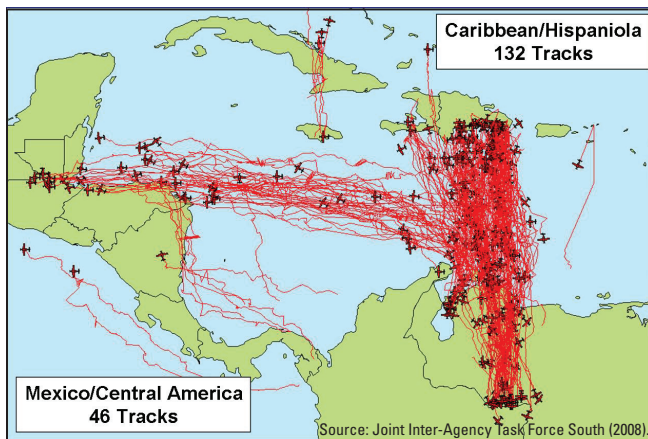 Caribbean/Hispaniola
132 Tracks
Mexico/Central America
46 Tracks
Source: Joint Inter-Agency Task Force South (2008).